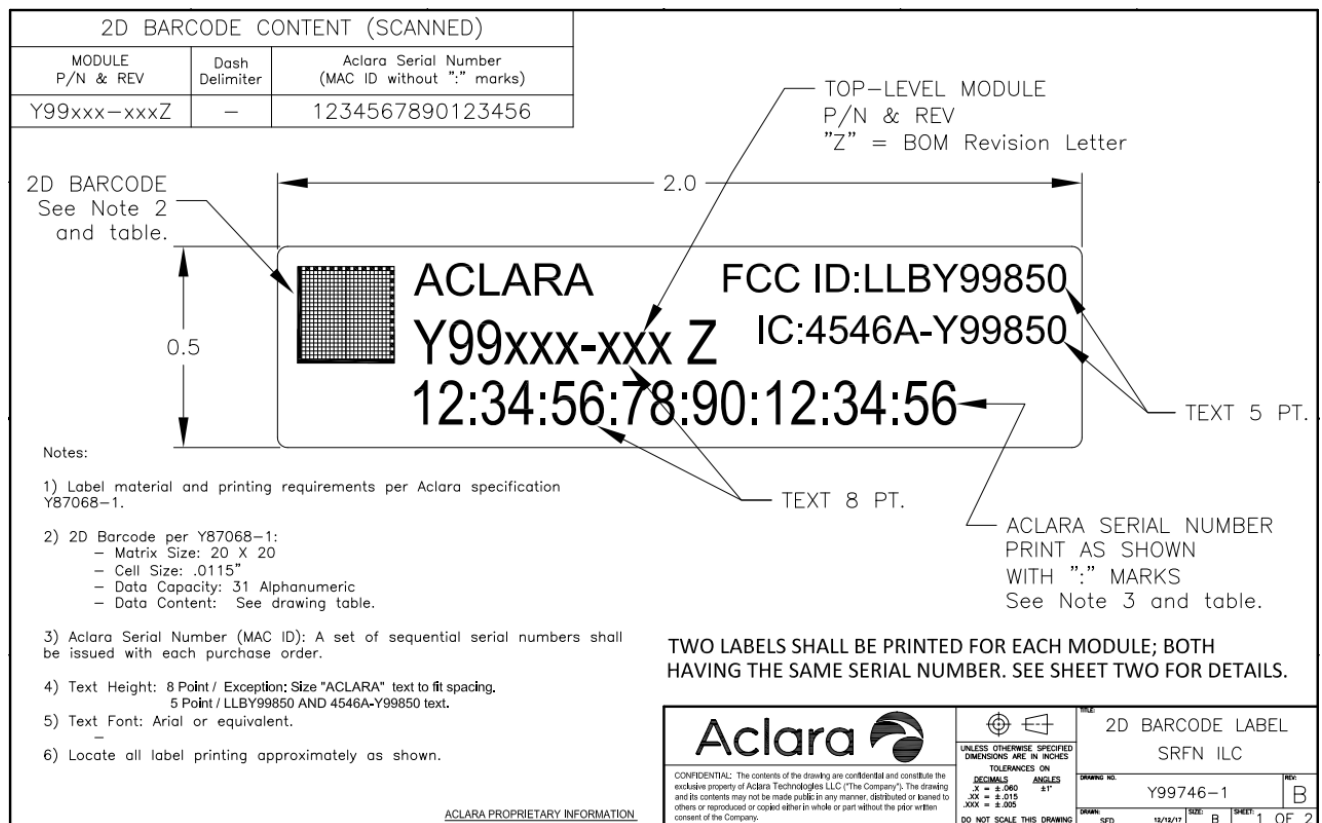 2D BARCODE CONTENT (SCANNED)
MODULE P/N & REV
Dash Delimiter
Aclara Serial Number (MAC ID without ":" marks)
Y99xxx-xxxZ
-
1234567890123456
TOP-LEVEL MODULE
P/N & REV
"Z" = BOM Revision Letter
2D BARCODE
See Note 2
and table.
2.0
0.5
ACLARA
FCC ID:LLBY99850
Y99xxx-xxx Z
IC:4546A-Y99850
12:34:56:78:90:12:34:56
TEXT 5 PT.
TEXT 8 PT.
ACLARA SERIAL NUMBER
PRINT AS SHOWN
WITH ":" MARKS
See Note 3 and table.
Notes:
1) Label material and printing requirements per Aclara specification
Y87068-1.
2) 2D Barcode per Y87068-1:
- Matrix Size: 20 X 20
- Cell Size: .0115"
- Data Capacity: 31 Alphanumeric
- Data Content: See drawing table.
3) Aclara Serial Number (MAC ID): A set of sequential serial numbers shall
be issued with each purchase order.
4) Text Height: 8 Point / Exception: Size "ACLARA" text to fit spacing.
5 Point / LLBY99850 AND 4546A-Y99850 text.
5) Text Font: Arial or equivalent.
-
6) Locate all label printing approximately as shown.
ACLARA PROPRIETARY INFORMATION
TWO LABELS SHALL BE PRINTED FOR EACH MODULE; BOTH
HAVING THE SAME SERIAL NUMBER. SEE SHEET TWO FOR DETAILS.
Aclara
CONFIDENTIAL: The contents of the drawing are confidential and constitute the
exclusive property of Aclara Technologies LLC ("The Company"). The drawing
and its contents may not be made public in any manner, distributed or loaned to
others or reproduced or copied either in whole or part without the prior written
consent of the Company.
UNLESS OTHERWISE SPECIFIED
DIMENSIONS ARE IN INCHES
TOLERANCES ON
DECIMALS ANGLES
.X = ±.060 ±1°
.XX = ±.015
.XXX = ±.005
DO NOT SCALE THIS DRAWING
TITLE:
2D BARCODE LABEL
SRFN ILC
DRAWING NO.
Y99746-1
REV:
B
DRAWN:
SFD
12/12/17
SIZE:
B
SHEET:
1 OF 2